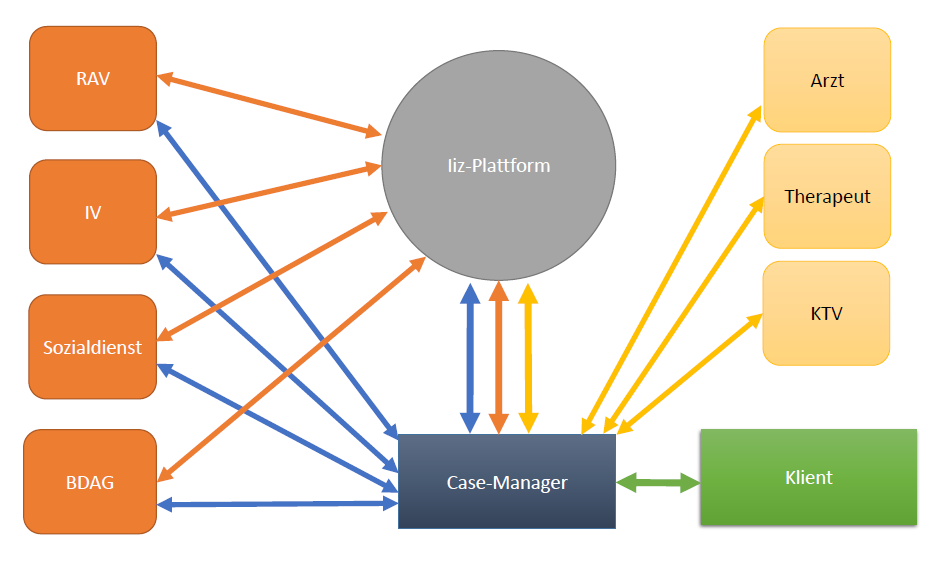 RAV
IV
Sozialdienst
BDAG
Iiz-Plattform
Case-Manager
Arzt
Therapeut
KTV
Klient